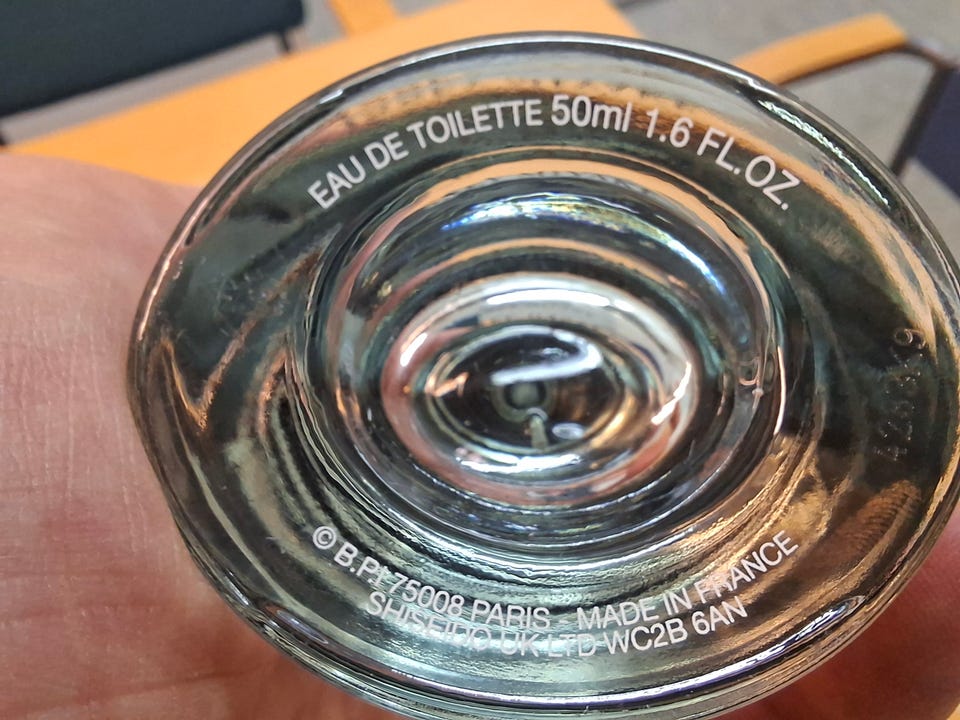 EAU DE TOILETTE 50ml 1.6 FL.OZ.
© B.P.I 75008 PARIS - MADE IN FRANCE
SHISEIDO UK LTD WC2B 6AN